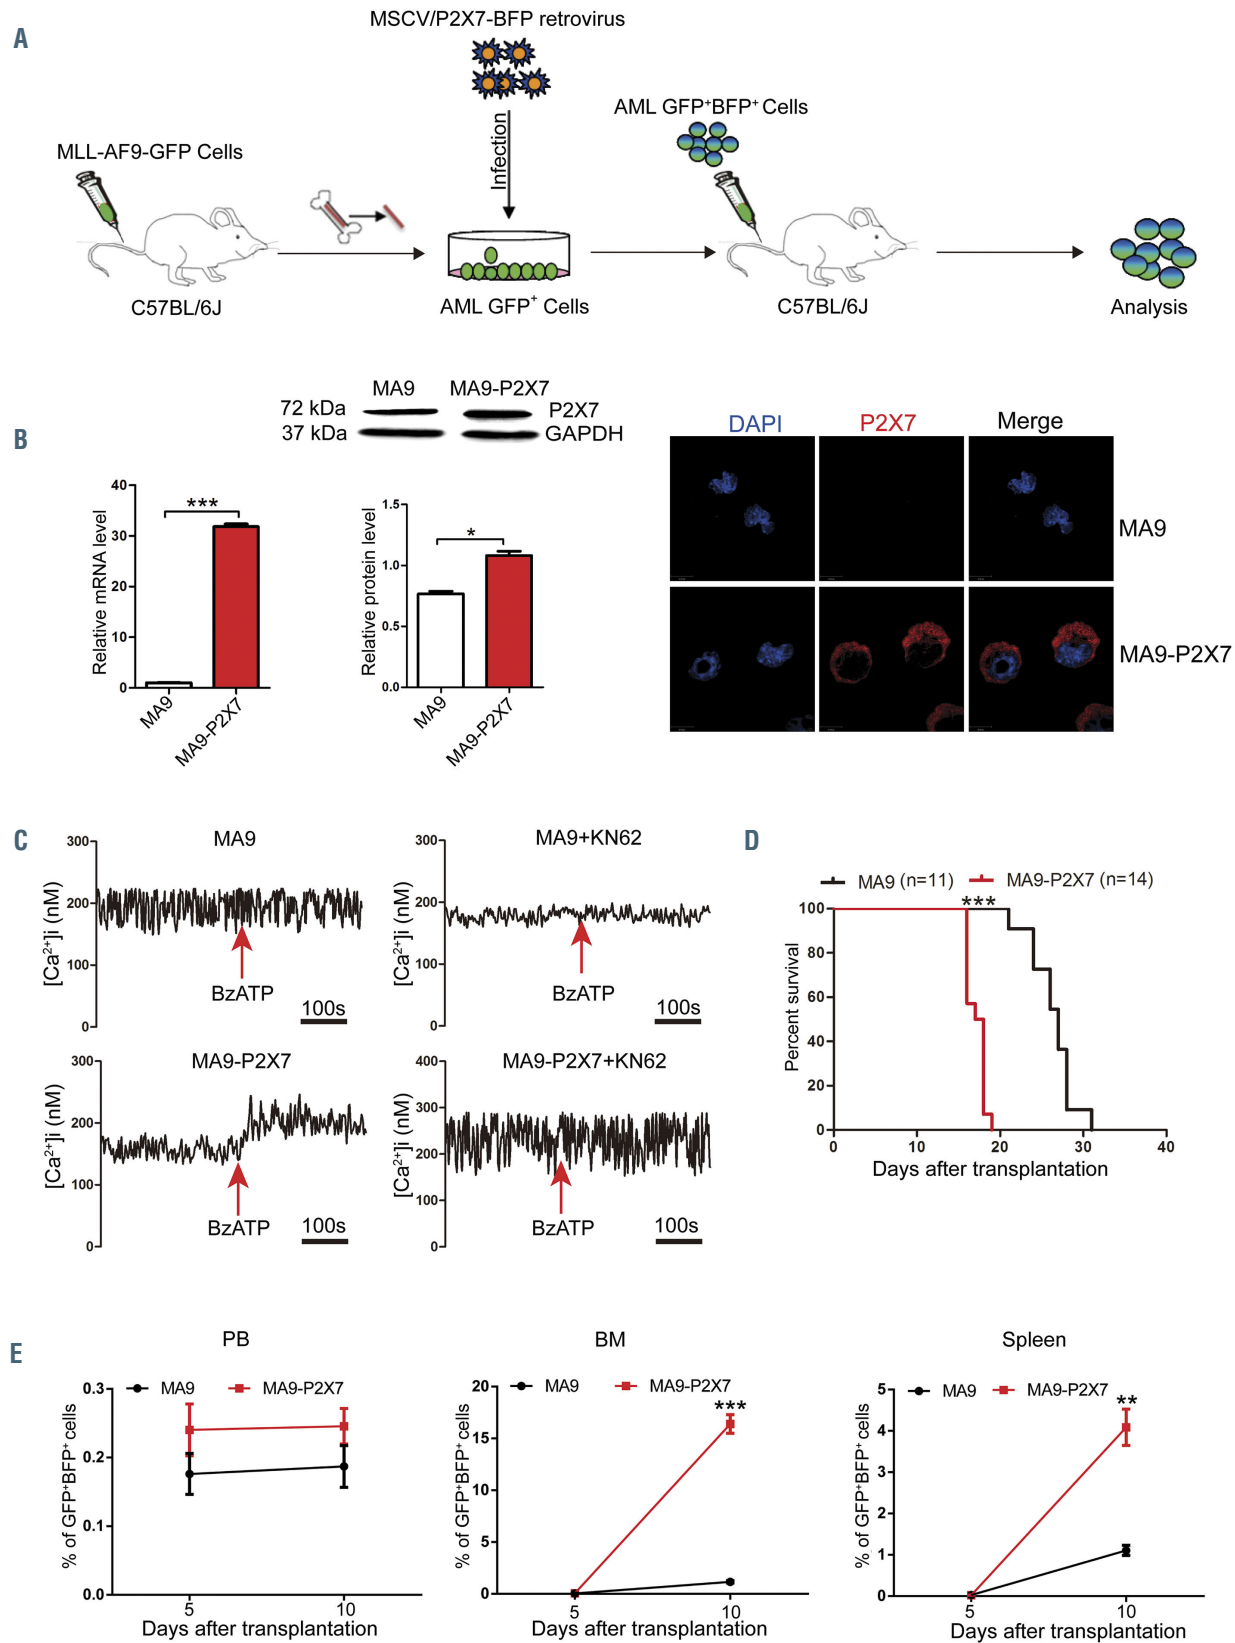 A
MSCV/P2X7-BFP retrovirus
AML GFP⁺BFP⁺ Cells
MLL-AF9-GFP Cells
Infection
C57BL/6J
AML GFP⁺ Cells
C57BL/6J
Analysis
B
MA9 MA9-P2X7
72 kDa P2X7
37 kDa GAPDH
Relative mRNA level
40
30
20
10
0
***
MA9
MA9-P2X7
Relative protein level
1.5
1.0
0.5
0.0
*
MA9
MA9-P2X7
DAPI P2X7 Merge
MA9
MA9-P2X7
C
MA9
[Ca²⁺]i (nM)
300
200
100
0
BzATP
100s
MA9+KN62
[Ca²⁺]i (nM)
300
200
100
0
BzATP
100s
MA9-P2X7
[Ca²⁺]i (nM)
300
200
100
0
BzATP
100s
MA9-P2X7+KN62
[Ca²⁺]i (nM)
400
300
200
100
0
BzATP
100s
D
MA9 (n=11) MA9-P2X7 (n=14)
***
Percent survival
100
80
60
40
20
0
0 10 20 30 40
Days after transplantation
E
PB
MA9 MA9-P2X7
% of GFP⁺BFP⁺ cells
0.3
0.2
0.1
0.0
5 10
Days after transplantation
BM
MA9 MA9-P2X7
***
% of GFP⁺BFP⁺ cells
20
15
10
5
0
5 10
Days after transplantation
Spleen
MA9 MA9-P2X7
**
% of GFP⁺BFP⁺ cells
5
4
3
2
1
0
5 10
Days after transplantation